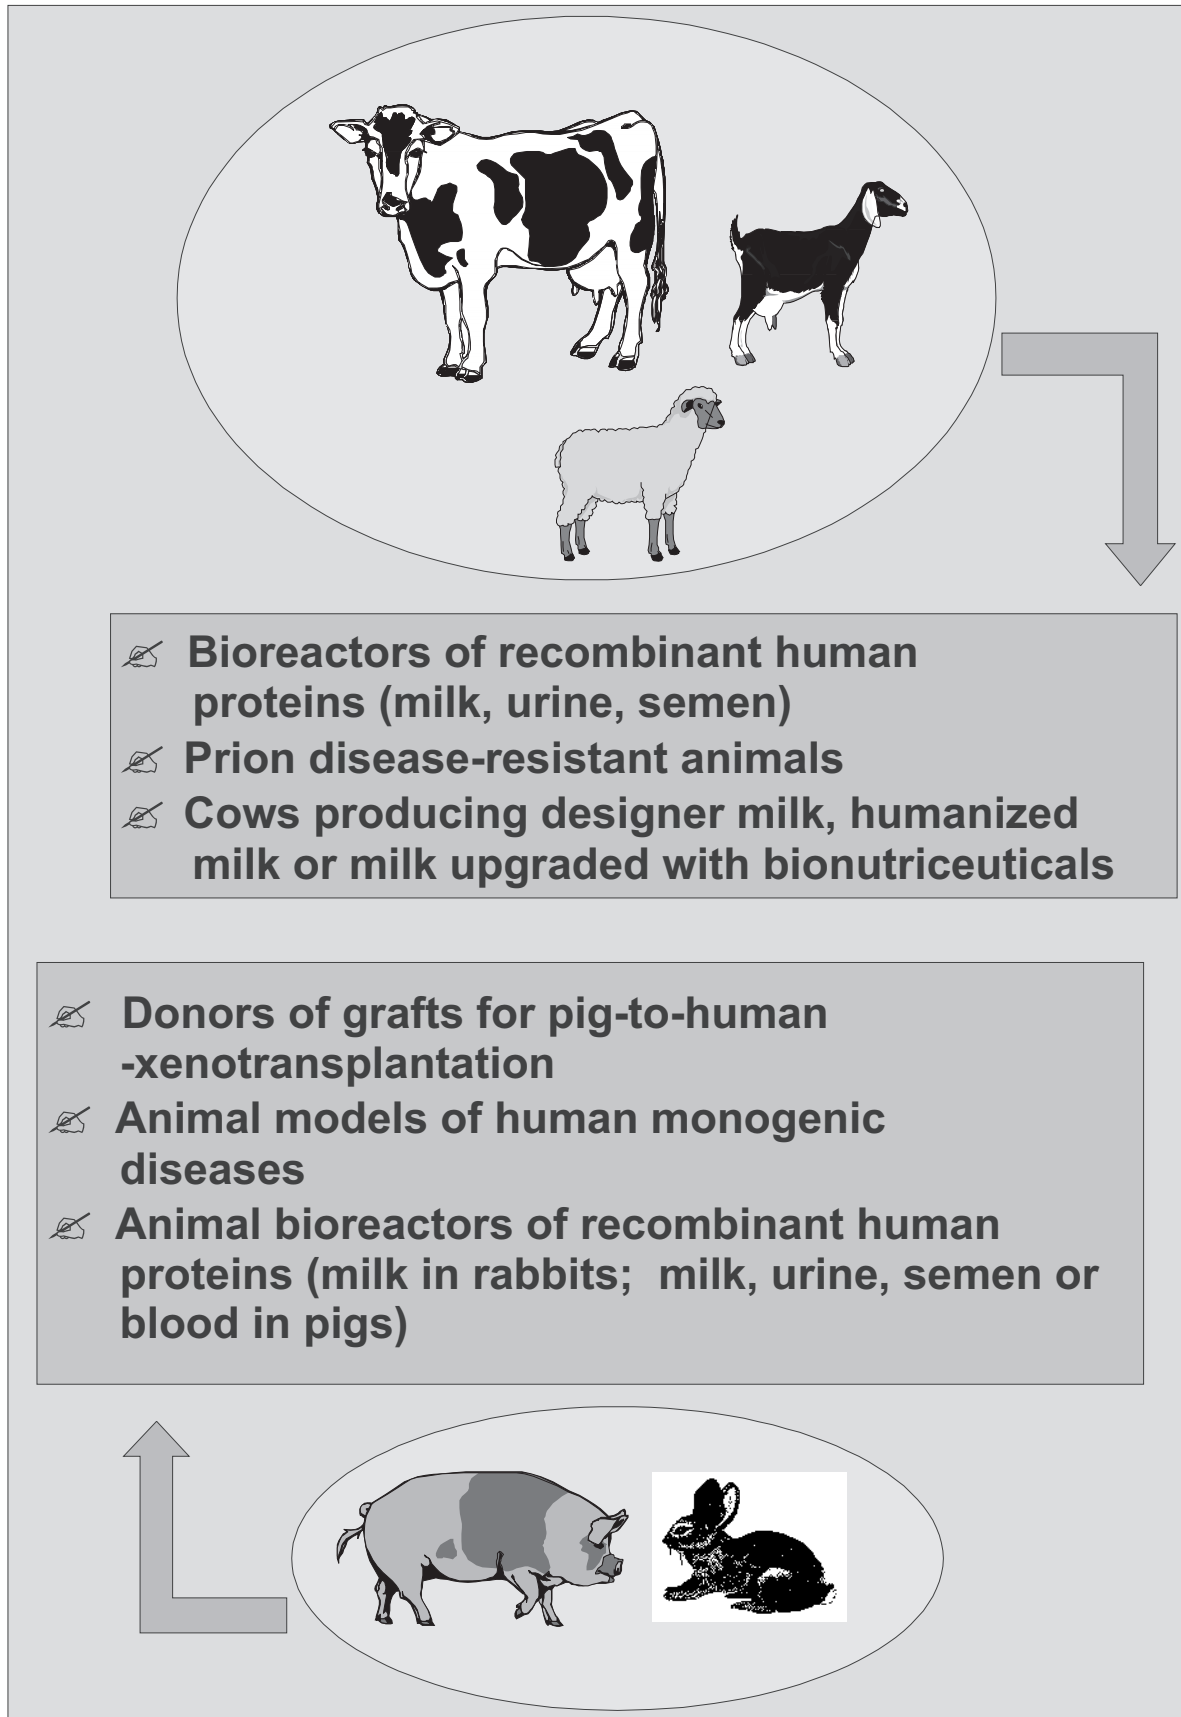 ✍ Bioreactors of recombinant human
proteins (milk, urine, semen)
✍ Prion disease-resistant animals
✍ Cows producing designer milk, humanized
milk or milk upgraded with bionutriceuticals
✍ Donors of grafts for pig-to-human
-xenotransplantation
✍ Animal models of human monogenic
diseases
✍ Animal bioreactors of recombinant human
proteins (milk in rabbits; milk, urine, semen or
blood in pigs)